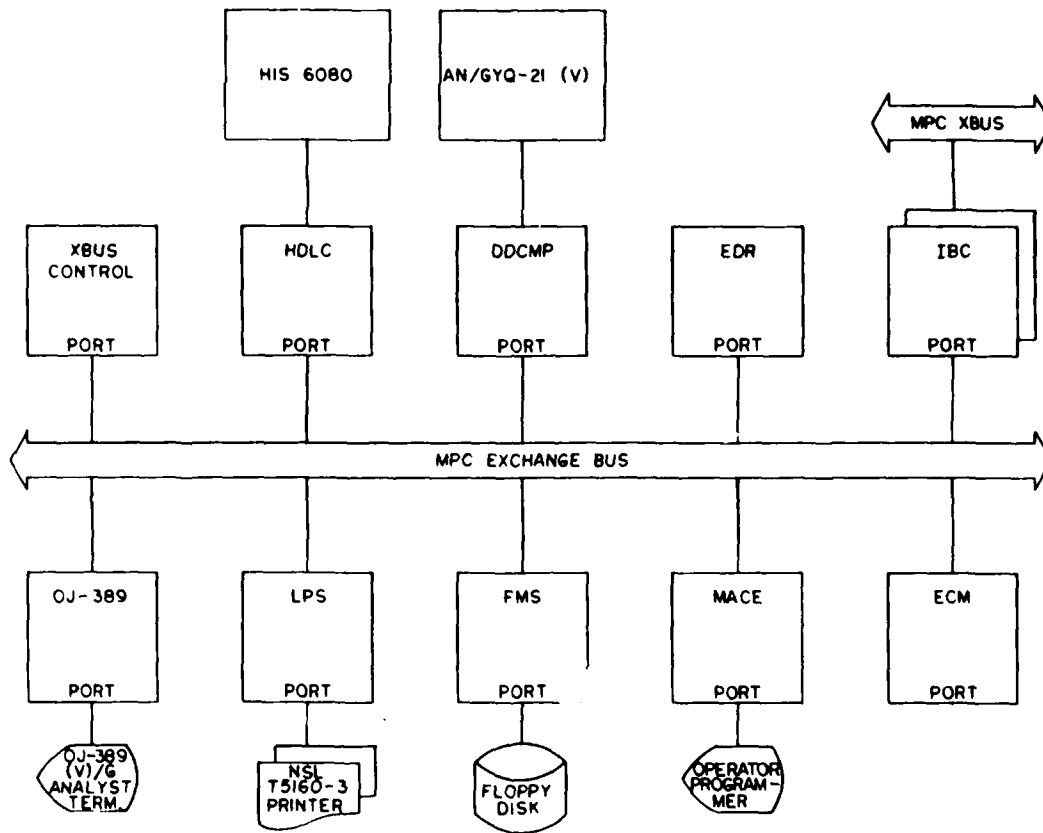 HIS 6080
AN/GYQ-21 (V)
MPC XBUS
XBUS
CONTROL
PORT
HDLC
PORT
DDCMP
PORT
EDR
PORT
IBC
PORT
MPC EXCHANGE BUS
OJ-389
PORT
LPS
PORT
FMS
PORT
MACE
PORT
ECM
PORT
OJ-389
(V)/G
ANALYST
TERM.
NSL
T5160-3
PRINTER
FLOPPY
DISK
OPERATOR
PROGRAM-
MER